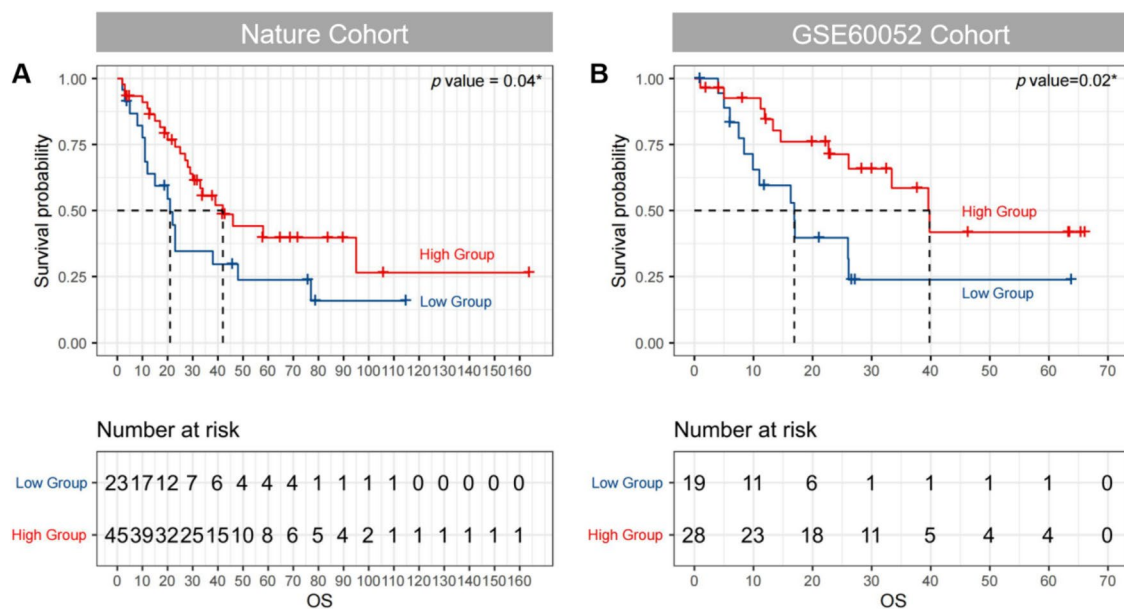 Nature Cohort
GSE60052 Cohort
A
B
p value = 0.04*
p value=0.02*
Survival probability
1.00
0.75
0.50
0.25
0.00
High Group
Low Group
0 10 20 30 40 50 60 70 80 90 100 110 120 130 140 150 160
Survival probability
1.00
0.75
0.50
0.25
0.00
High Group
Low Group
0 10 20 30 40 50 60 70
Number at risk
Low Group 23 17 12 7 6 4 4 4 1 1 1 1 0 0 0 0 0
High Group 45 39 32 25 15 10 8 6 5 4 2 1 1 1 1 1 1
0 10 20 30 40 50 60 70 80 90 100 110 120 130 140 150 160
OS
Number at risk
Low Group 19 11 6 1 1 1 1 0
High Group 28 23 18 11 5 4 4 0
0 10 20 30 40 50 60 70
OS